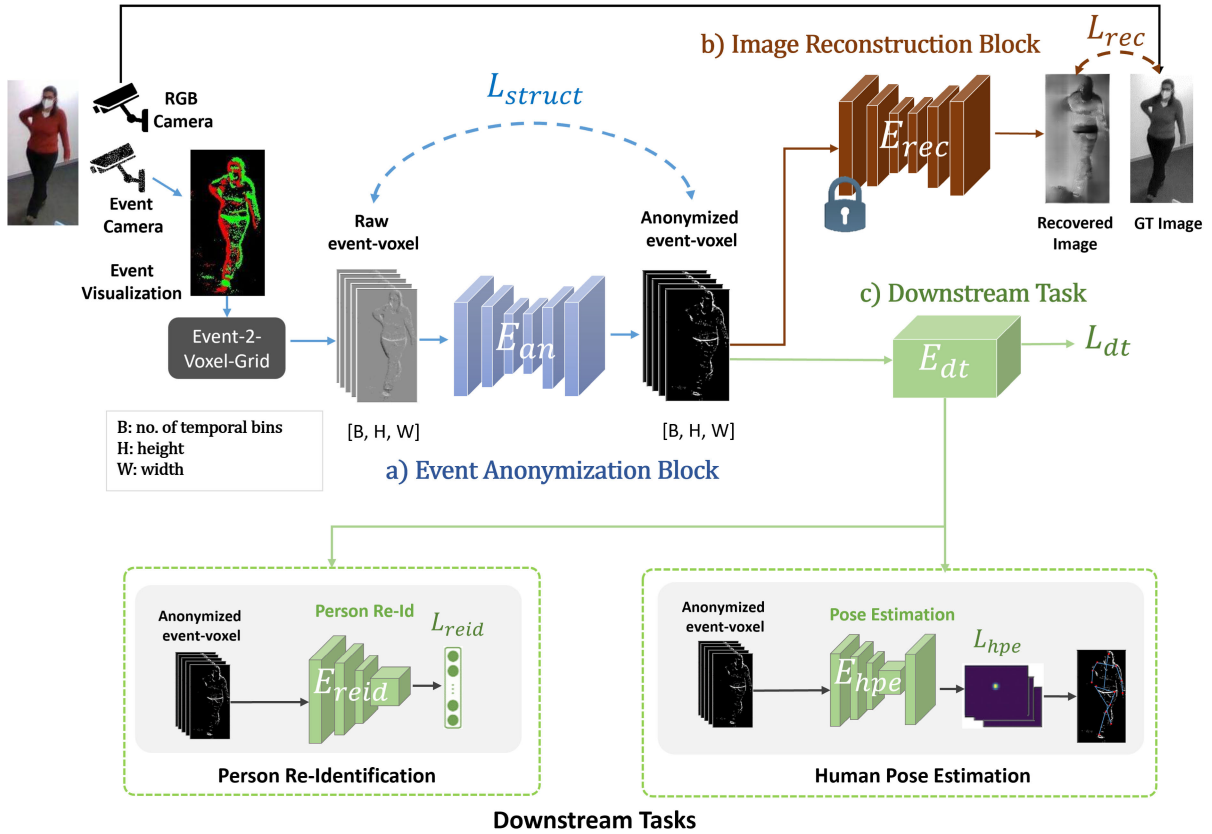 b) Image Reconstruction Block
L_rec
RGB
Camera
L_struct
E_rec
Event
Camera
Raw
event-voxel
Anonymized
event-voxel
Recovered
Image
GT Image
Event
Visualization
c) Downstream Task
Event-2-
Voxel-Grid
E_an
E_dt
L_dt
B: no. of temporal bins
H: height
W: width
[B, H, W]
[B, H, W]
a) Event Anonymization Block
Anonymized
event-voxel
Person Re-Id
L_reid
E_reid
...
Person Re-Identification
Anonymized
event-voxel
Pose Estimation
L_hpe
E_hpe
Human Pose Estimation
Downstream Tasks